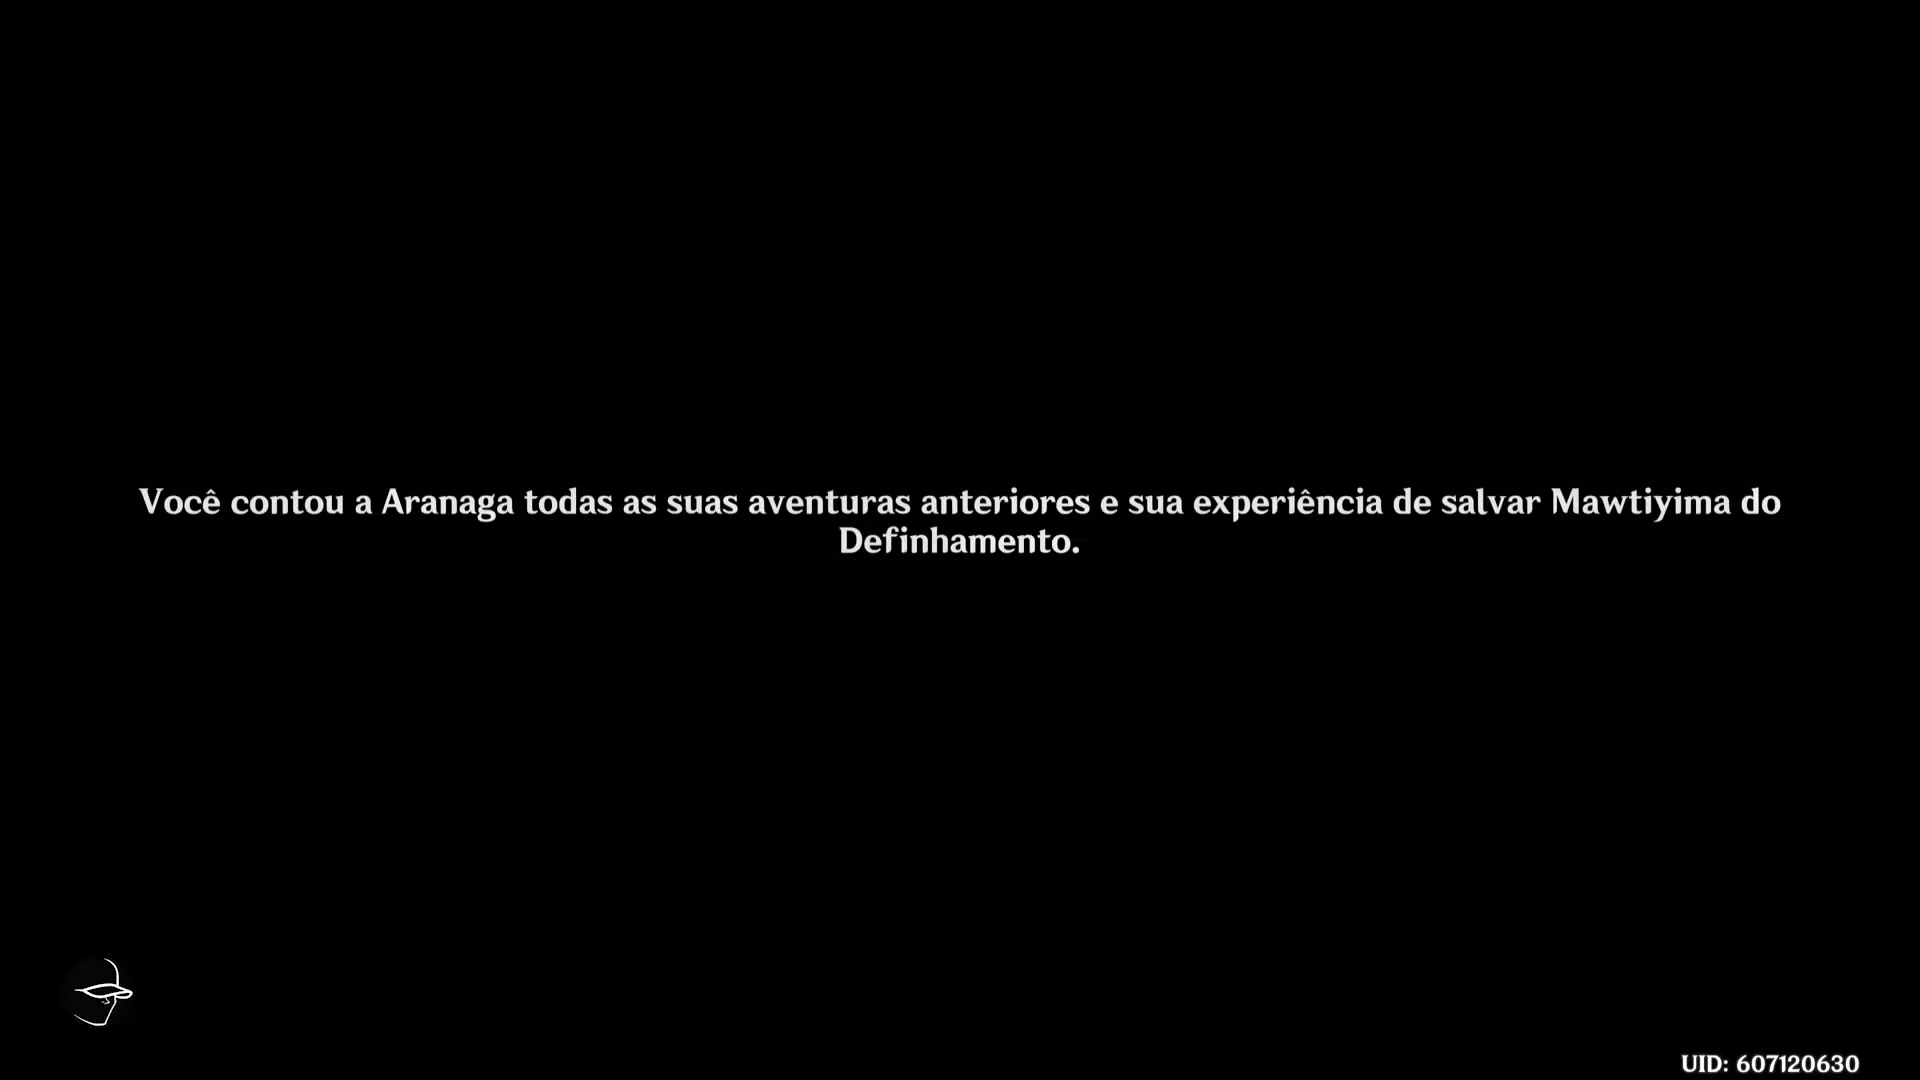 Você contou a Aranaga todas as suas aventuras anteriores e sua experiência de salvar Mawtiyima do
Definhamento.
UID: 607120630